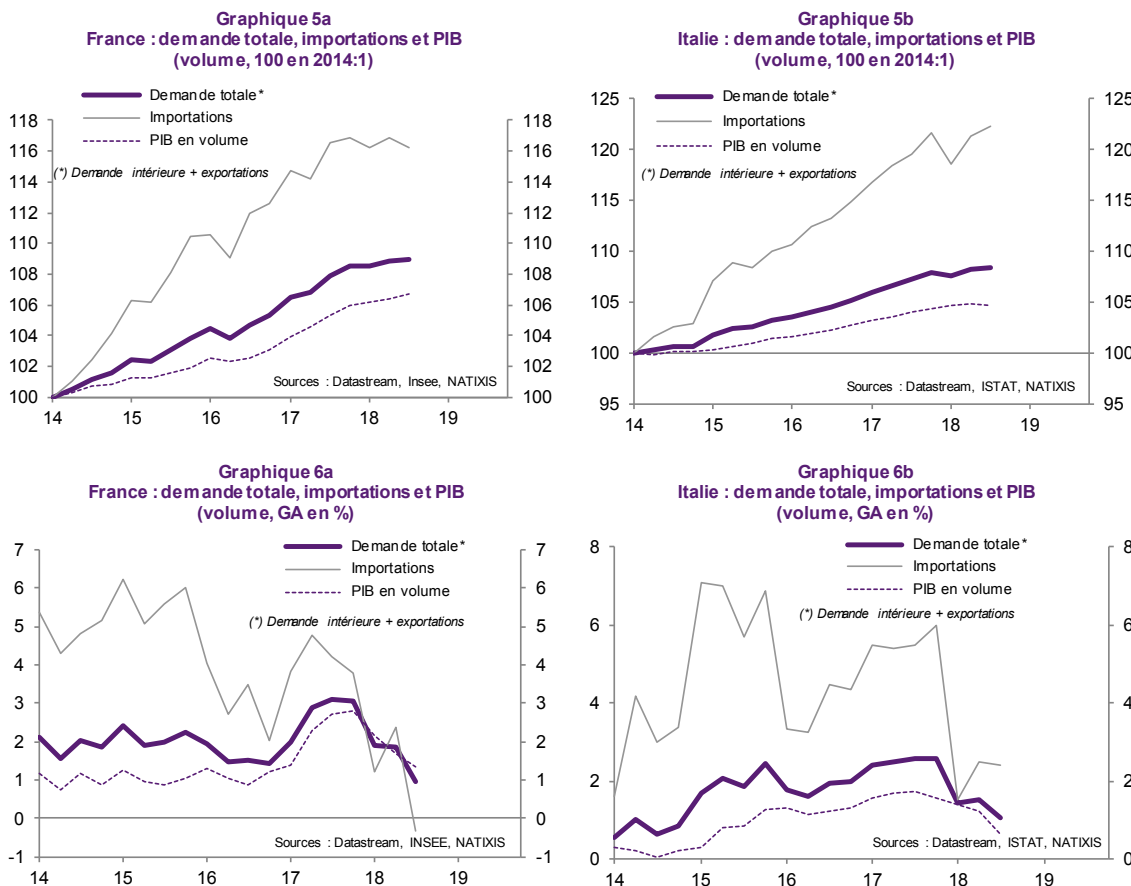 Graphique 5a
France : demande totale, importations et PIB
(volume, 100 en 2014:1)
Demande totale*
Importations
PIB en volume
(*) Demande intérieure + exportations
118
116
114
112
110
108
106
104
102
100
118
116
114
112
110
108
106
104
102
100
Sources : Datastream, Insee, NATIXIS
14 15 16 17 18 19
Graphique 5b
Italie : demande totale, importations et PIB
(volume, 100 en 2014:1)
Demande totale*
Importations
PIB en volume
(*) Demande intérieure + exportations
125
120
115
110
105
100
95
125
120
115
110
105
100
95
Sources : Datastream, ISTAT, NATIXIS
14 15 16 17 18 19
Graphique 6a
France : demande totale, importations et PIB
(volume, GA en %)
Demande totale*
Importations
PIB en volume
(*) Demande intérieure + exportations
7
6
5
4
3
2
1
0
-1
7
6
5
4
3
2
1
0
-1
Sources : Datastream, INSEE, NATIXIS
14 15 16 17 18 19
Graphique 6b
Italie : demande totale, importations et PIB
(volume, GA en %)
Demande totale*
Importations
PIB en volume
(*) Demande intérieure + exportations
8
6
4
2
0
8
6
4
2
0
Sources : Datastream, ISTAT, NATIXIS
14 15 16 17 18 19